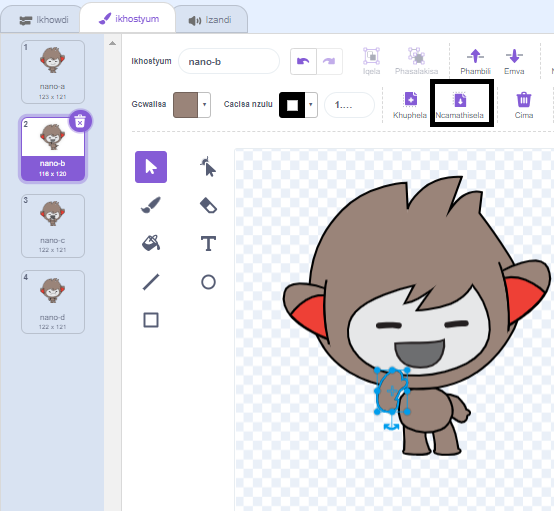 Ikhowdi
ikhostyum
Izandi
1
nano-a
123 x 121
2
nano-b
116 x 120
3
nano-c
122 x 121
4
nano-d
122 x 121
Ikhostyum
nano-b
Iqela
Phasalakisa
Phambili
Emva
Gcwalisa
Cacisa nzulu
1....
Khuphela
Ncamathisela
Cima
T